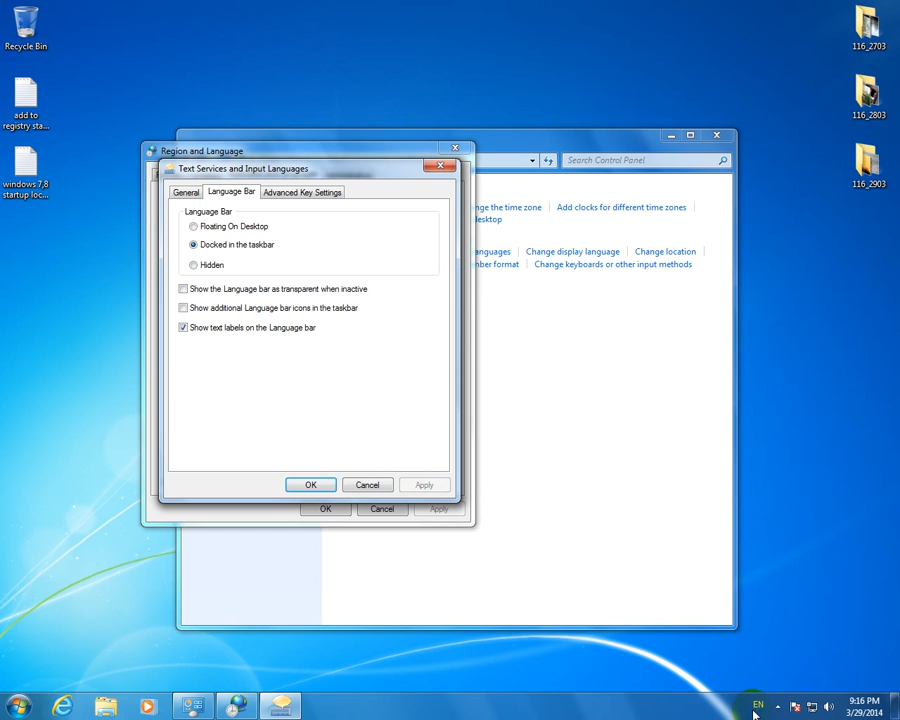 Recycle Bin
add to
registry sta...
windows 7,8
startup loc...
116_2703
116_2803
116_2903
Region and Language
Search Control Panel
Text Services and Input Languages
General
Language Bar
Advanced Key Settings
Language Bar
Floating On Desktop
Docked in the taskbar
Hidden
Show the Language bar as transparent when inactive
Show additional Language bar icons in the taskbar
Show text labels on the Language bar
OK
Cancel
Apply
OK
Cancel
Apply
nge the time zone
Add clocks for different time zones
esktop
anguages
Change display language
Change location
nber format
Change keyboards or other input methods
EN
9:16 PM
3/29/2014